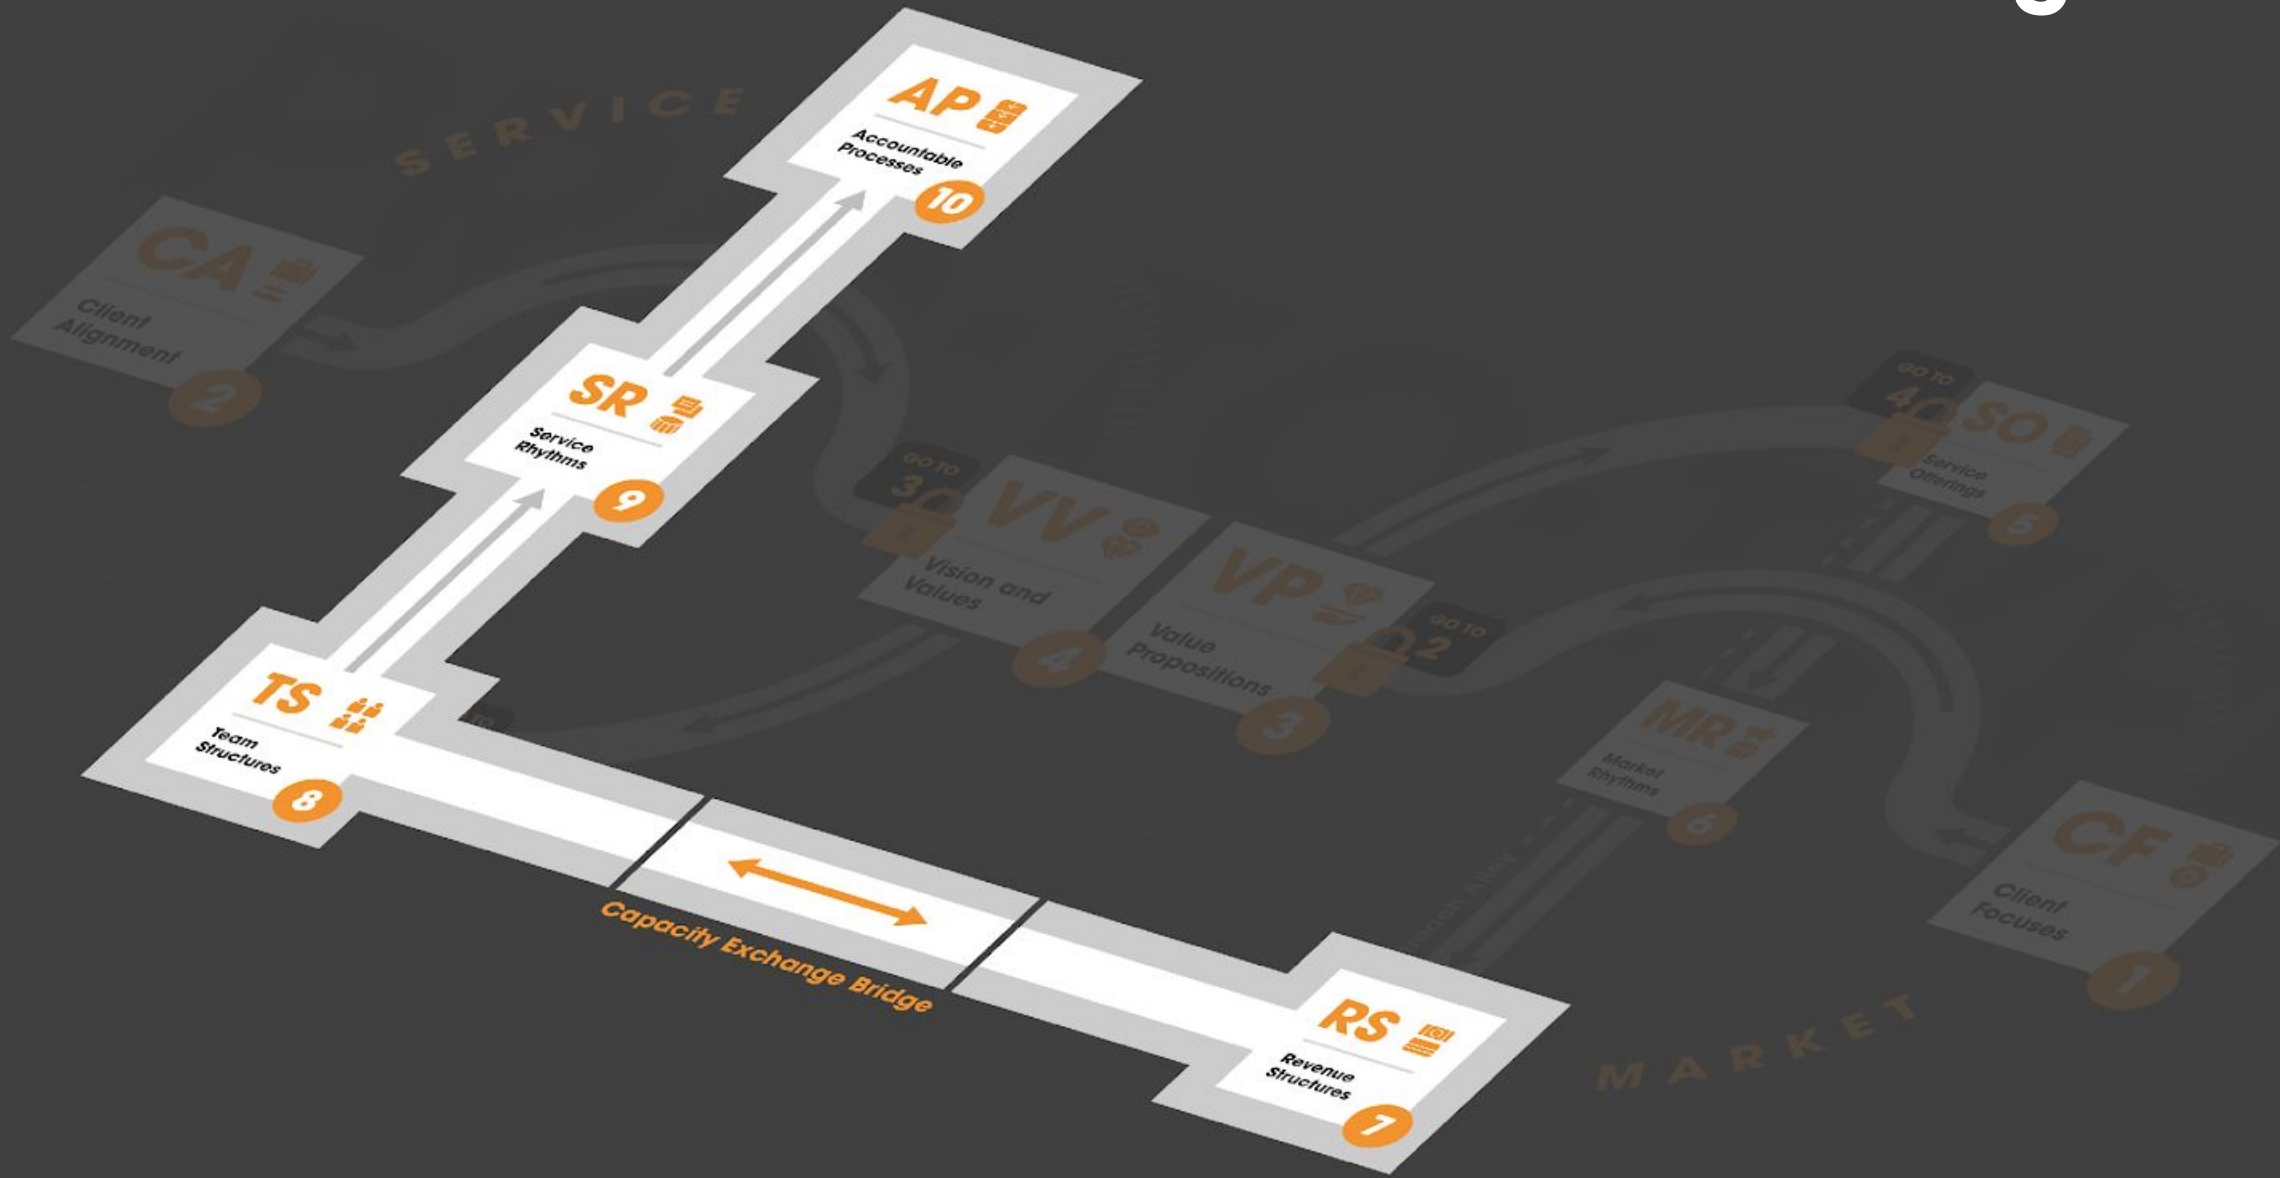 g
SERVICE
AP
Accountable
Processes
10
CA
Client
Alignment
2
SR
Service
Rhythms
9
GO TO
3
VV
Vision and
Values
4
GO TO
4
SO
Service
Offerings
5
VP
Value
Propositions
3
GO TO
2
TS
Team
Structures
8
TO
MR
Market
Rhythms
6
CF
Client
Focuses
1
Capacity Exchange Bridge
Alley
RS
Revenue
Structures
7
MARKET